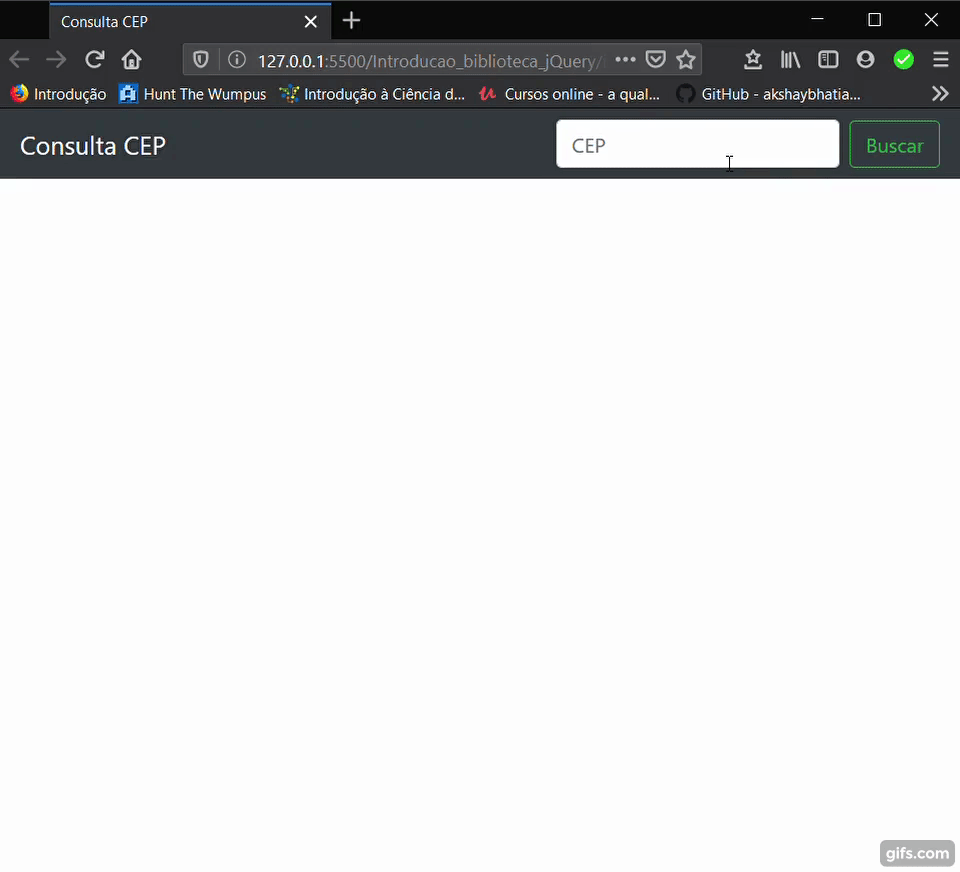 Consulta CEP
127.0.0.1:5500/Introducao_biblioteca_jQuery/
Introdução Hunt The Wumpus Introdução à Ciência d... Cursos online - a qual... GitHub - akshaybhatia...
Consulta CEP CEP Buscar
gifs.com